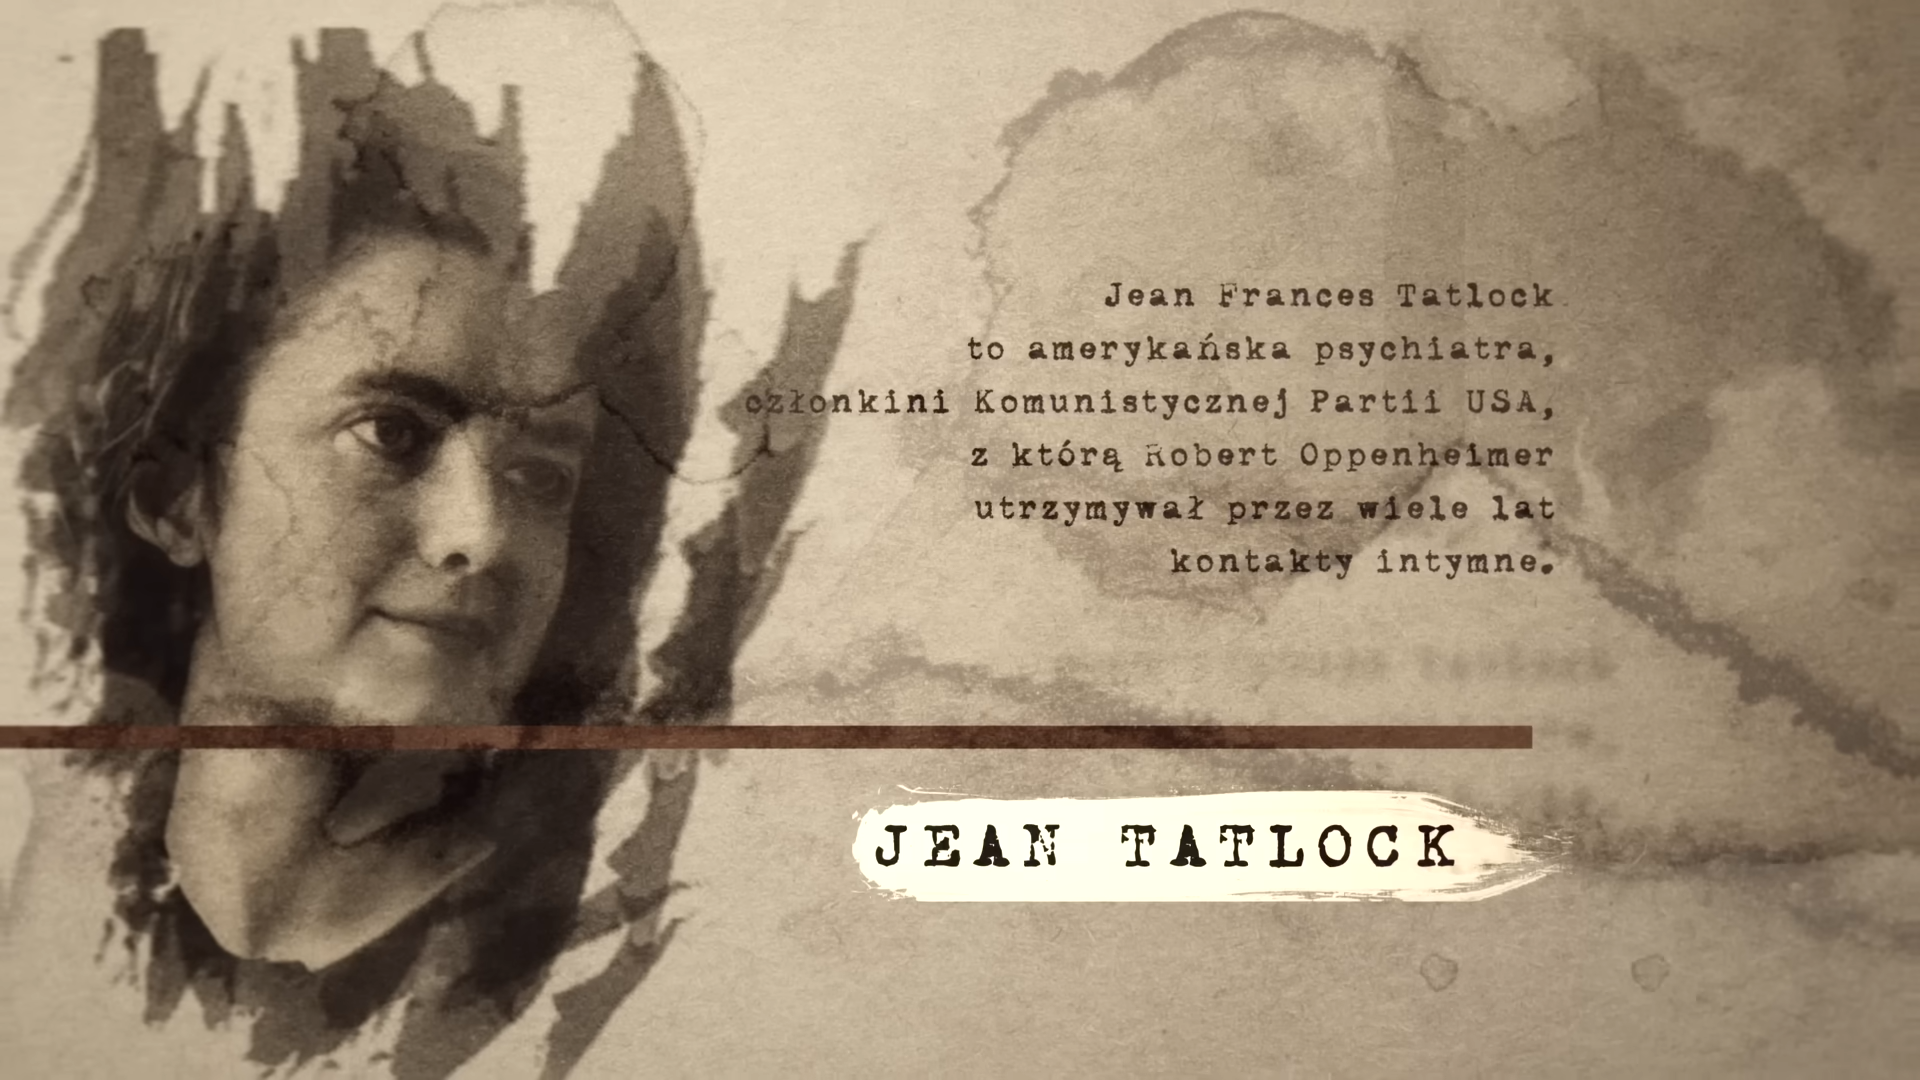 Jean Frances Tatlock
to amerykańska psychiatra,
członkini Komunistycznej Partii USA,
z którą Robert Oppenheimer
utrzymywał przez wiele lat
kontakty intymne.
JEAN TATLOCK